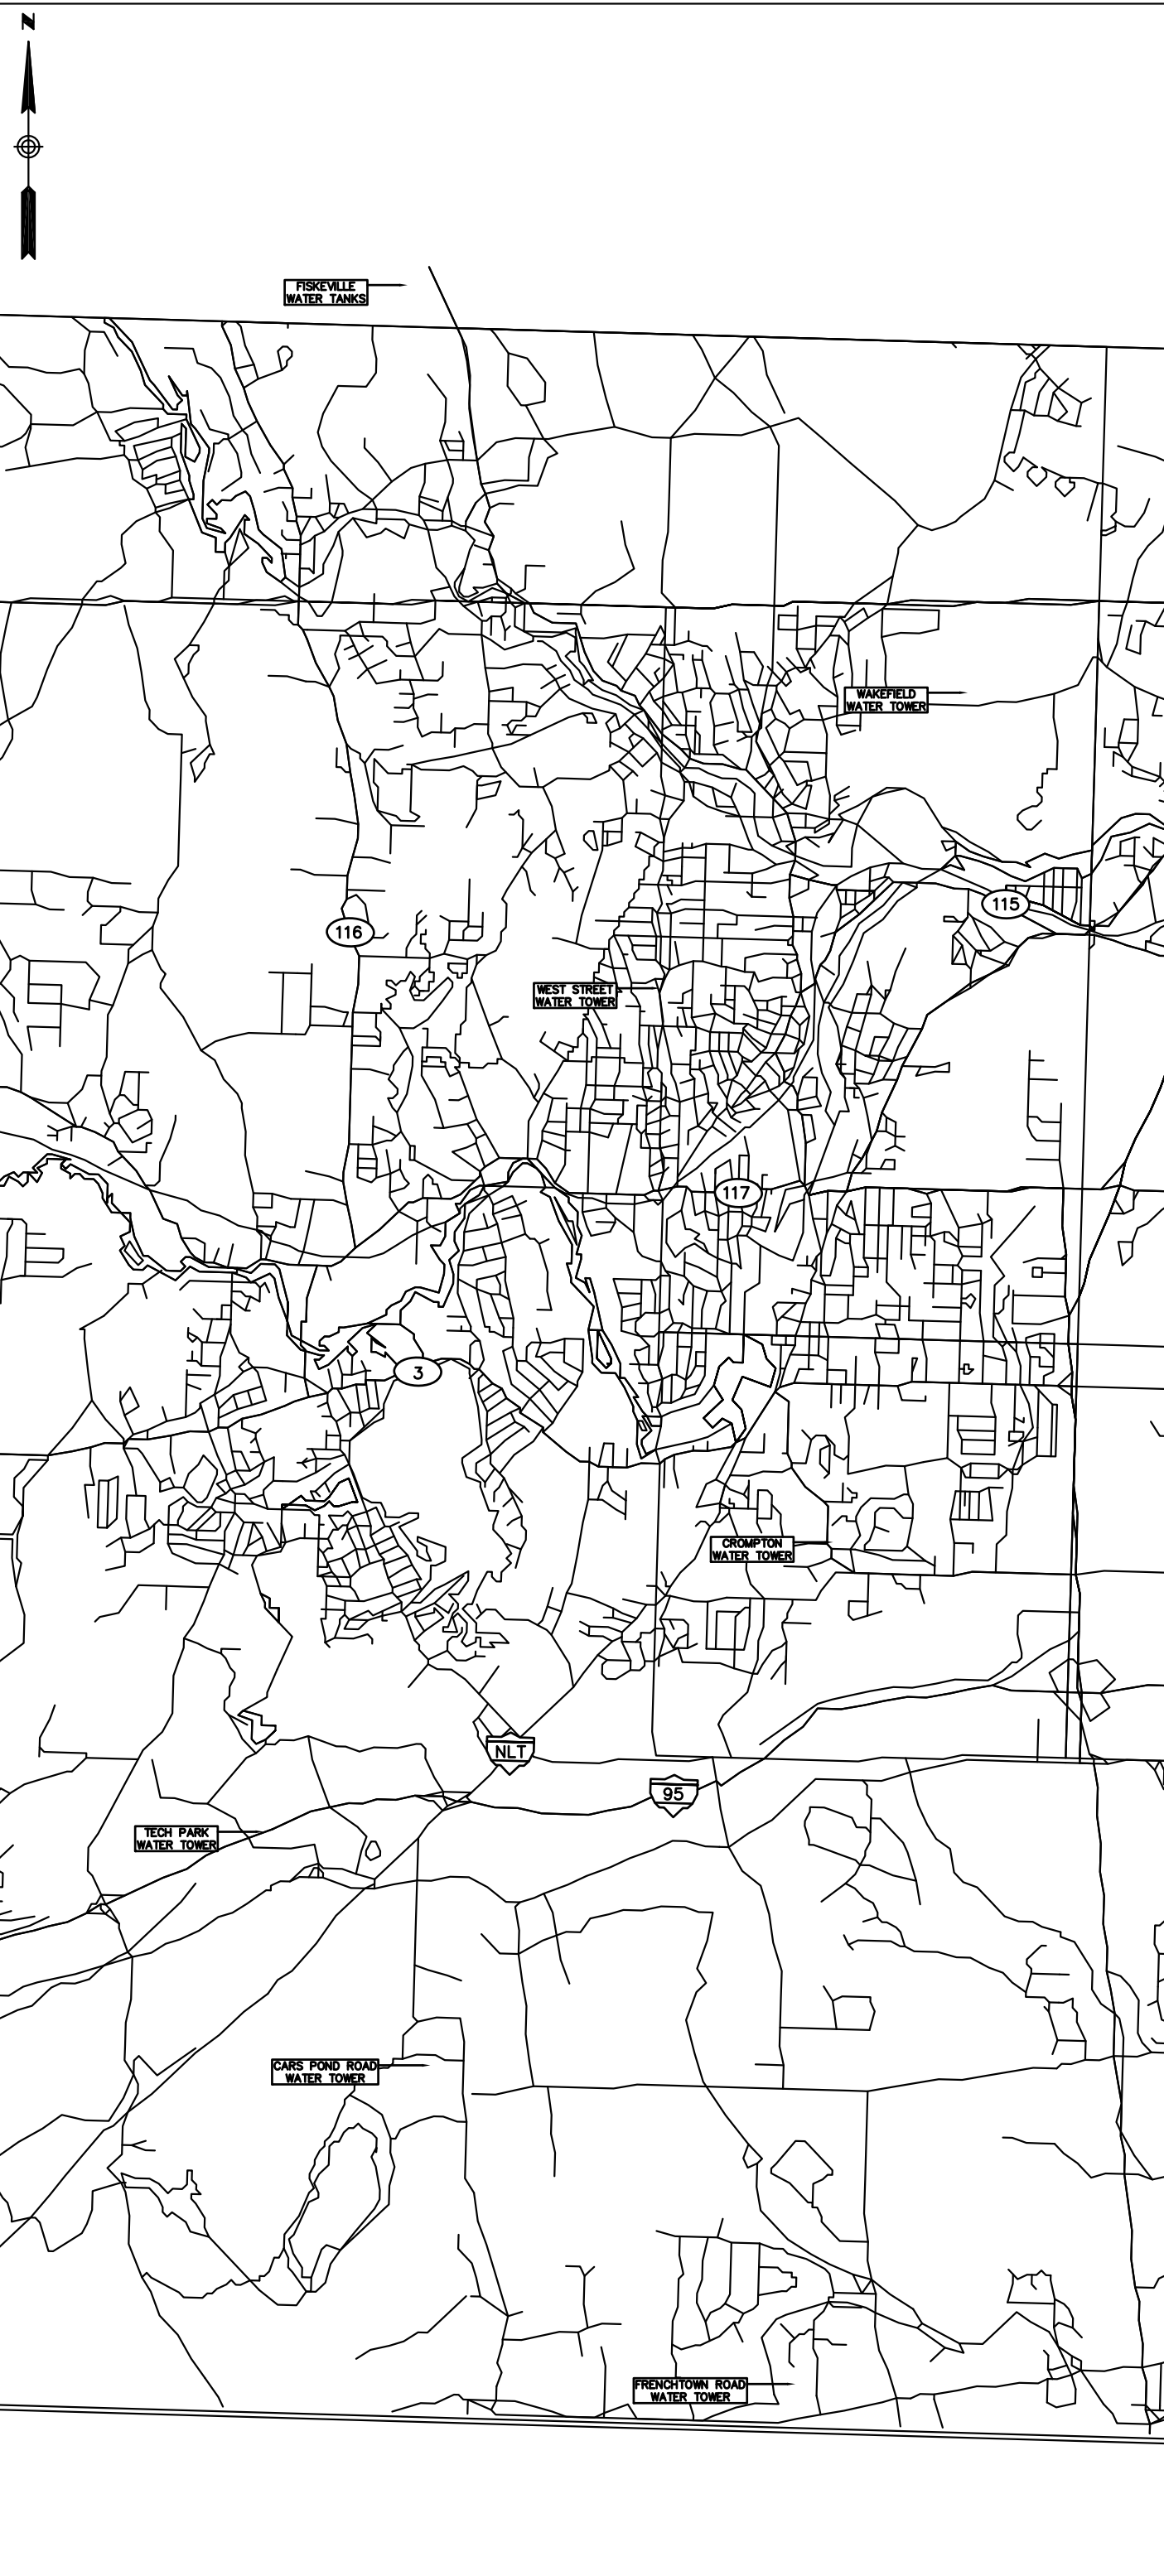 N
FISKEVILLE
WATER TANKS
WAKEFIELD
WATER TOWER
115
116
WEST STREET
WATER TOWER
117
3
CROMPTON
WATER TOWER
NLT
95
TECH PARK
WATER TOWER
CARS POND ROAD
WATER TOWER
FRENCHTOWN ROAD
WATER TOWER